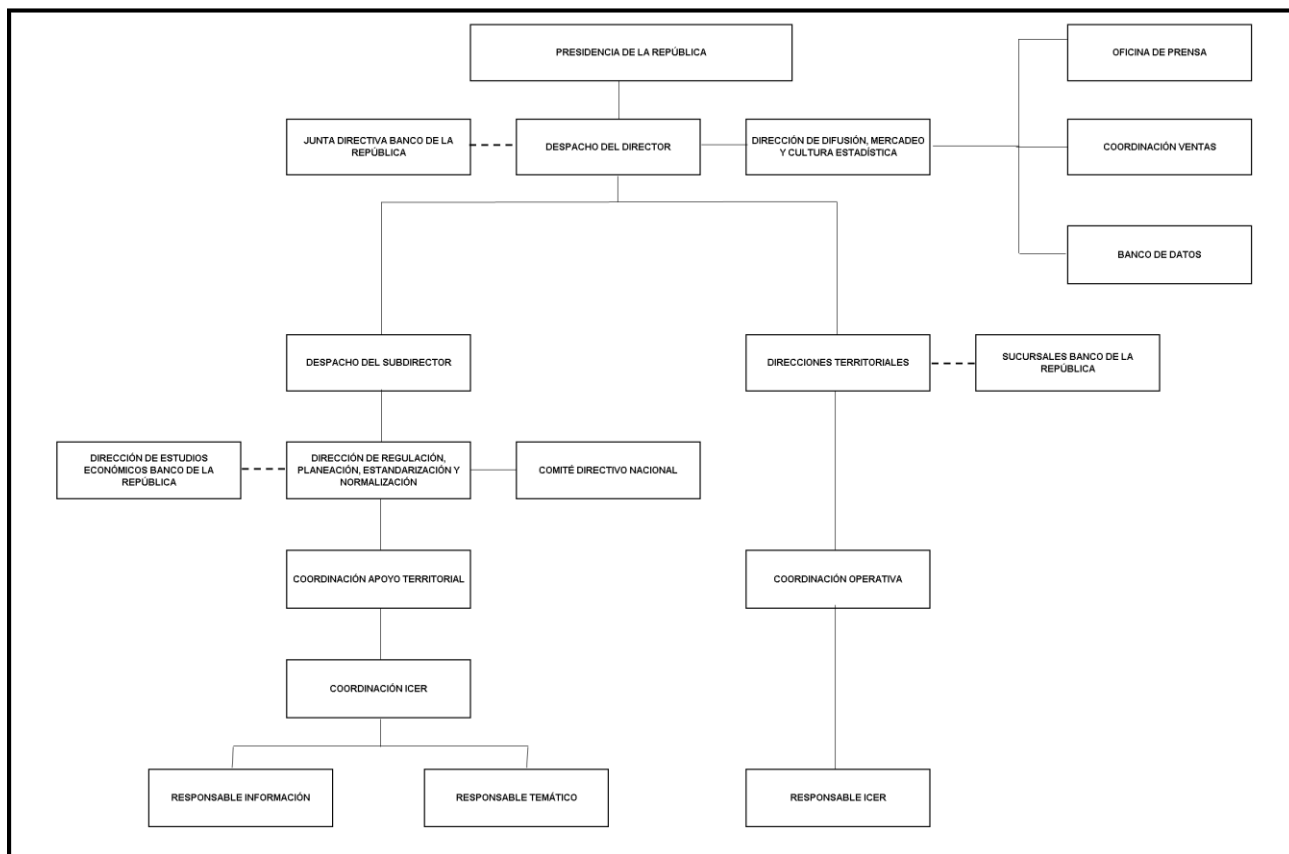 PRESIDENCIA DE LA REPÚBLICA
OFICINA DE PRENSA
JUNTA DIRECTIVA BANCO DE LA
REPÚBLICA
DESPACHO DEL DIRECTOR
DIRECCIÓN DE DIFUSIÓN, MERCADEO
Y CULTURA ESTADÍSTICA
COORDINACIÓN VENTAS
BANCO DE DATOS
DESPACHO DEL SUBDIRECTOR
DIRECCIONES TERRITORIALES
SUCURSALES BANCO DE LA
REPÚBLICA
DIRECCIÓN DE ESTUDIOS
ECONÓMICOS BANCO DE LA
REPÚBLICA
DIRECCIÓN DE REGULACIÓN,
PLANEACIÓN, ESTANDARIZACIÓN Y
NORMALIZACIÓN
COMITÉ DIRECTIVO NACIONAL
COORDINACIÓN APOYO TERRITORIAL
COORDINACIÓN OPERATIVA
COORDINACIÓN ICER
RESPONSABLE INFORMACIÓN
RESPONSABLE TEMÁTICO
RESPONSABLE ICER